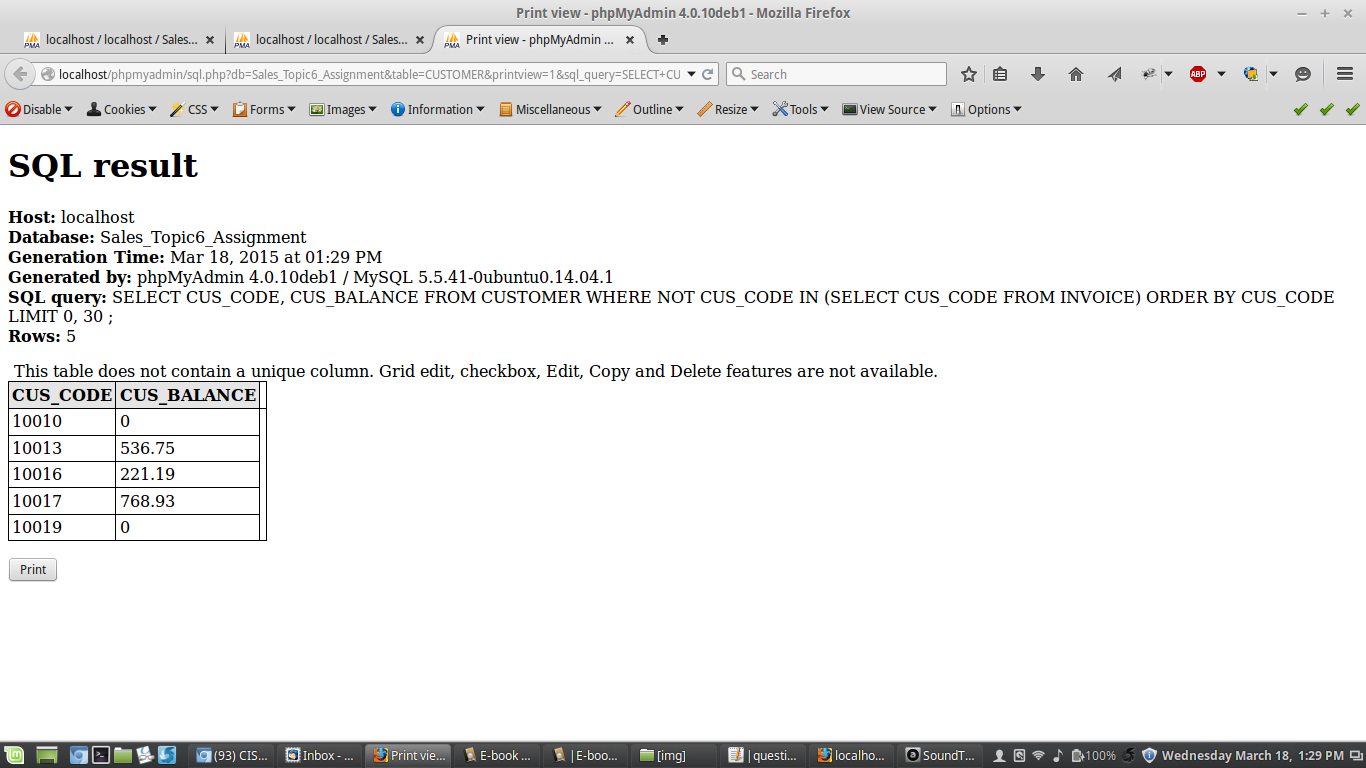 Print view - phpMyAdmin 4.0.10deb1 - Mozilla Firefox
localhost / localhost / Sales...
localhost / localhost / Sales...
Print view - phpMyAdmin ...
localhost/phpmyadmin/sql.php?db=Sales_Topic6_Assignment&table=CUSTOMER&printview=1&sql_query=SELECT+CU
Search
ABP
Disable Cookies CSS Forms Images Information Miscellaneous Outline Resize Tools View Source Options
SQL result
Host: localhost
Database: Sales_Topic6_Assignment
Generation Time: Mar 18, 2015 at 01:29 PM
Generated by: phpMyAdmin 4.0.10deb1 / MySQL 5.5.41-0ubuntu0.14.04.1
SQL query: SELECT CUS_CODE, CUS_BALANCE FROM CUSTOMER WHERE NOT CUS_CODE IN (SELECT CUS_CODE FROM INVOICE) ORDER BY CUS_CODE
LIMIT 0, 30 ;
Rows: 5
This table does not contain a unique column. Grid edit, checkbox, Edit, Copy and Delete features are not available.
CUS_CODE CUS_BALANCE
10010 0
10013 536.75
10016 221.19
10017 768.93
10019 0
Print
(93) CIS... Inbox - ... Print vie... E-book ... | E-boo... [img] |questi... localho... SoundT... 100% Wednesday March 18, 1:29 PM